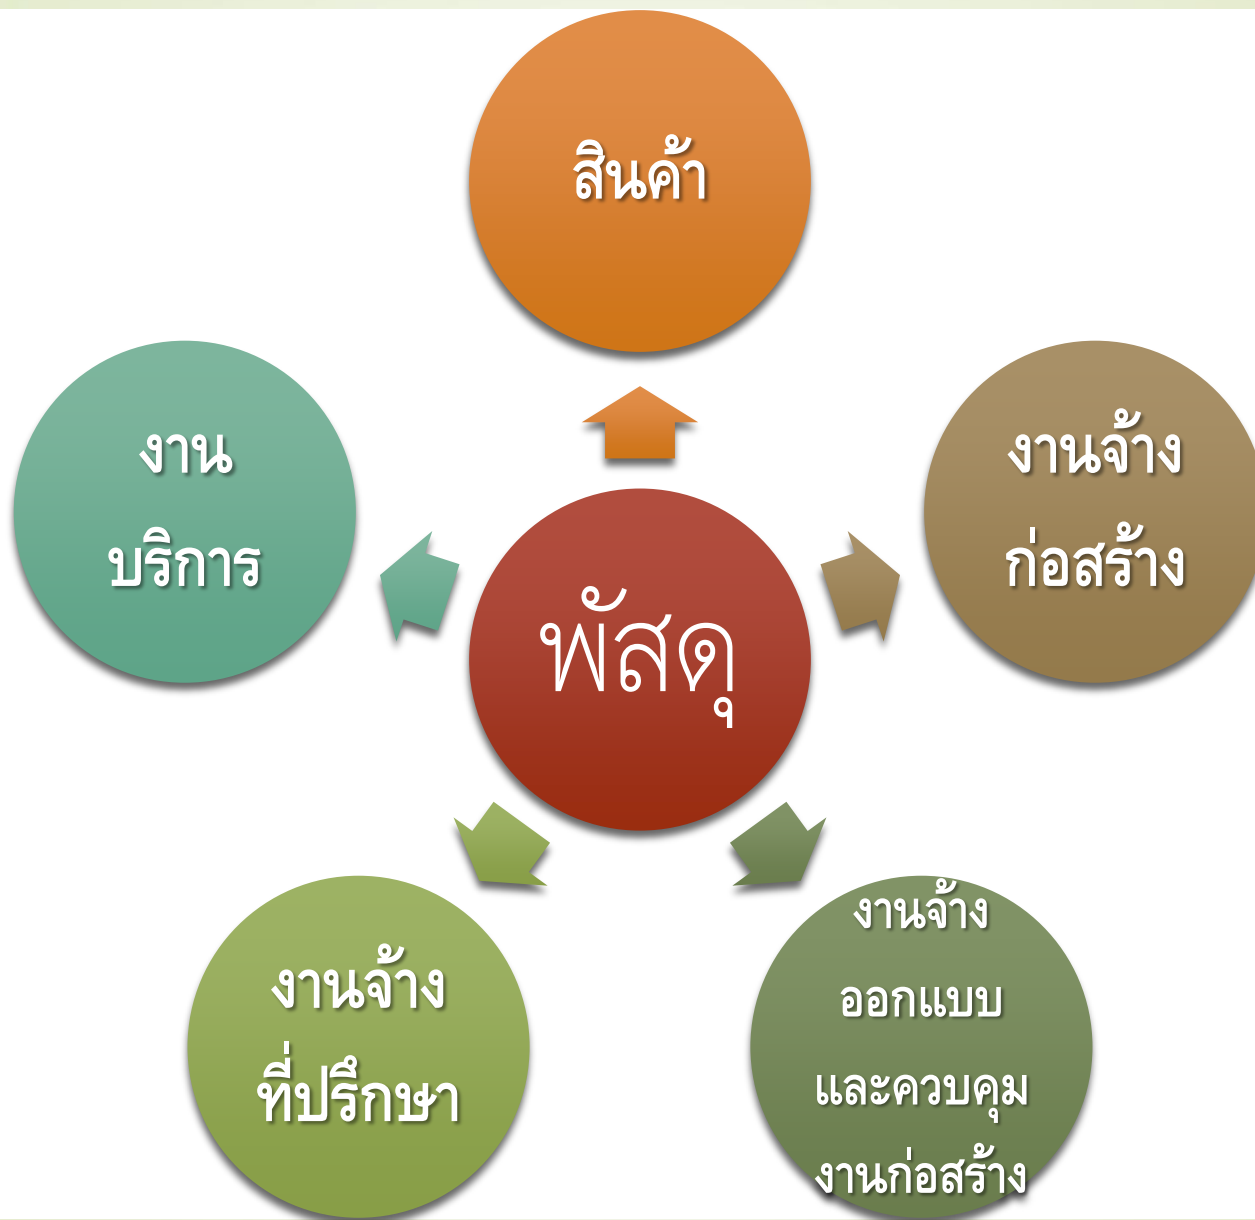 สินค้า
งาน
บริการ
งานจ้าง
ก่อสร้าง
พัสดุ
งานจ้าง
ที่ปรึกษา
งานจ้าง
ออกแบบ
และควบคุม
งานก่อสร้าง